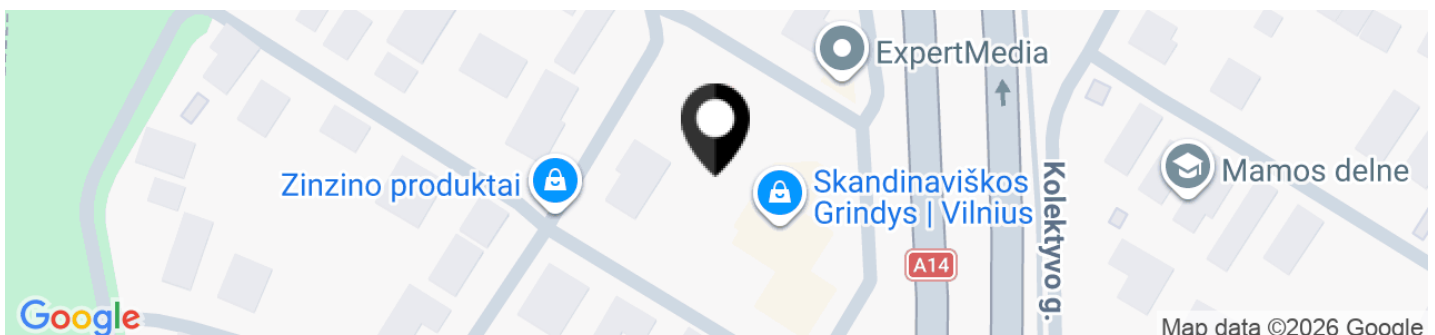 ExpertMedia
Mamos delne
Zinzino produktai
Skandinaviškos
Grindys | Vilnius
Kolektyvo g.
A14
Google
Map data ©2026 Google